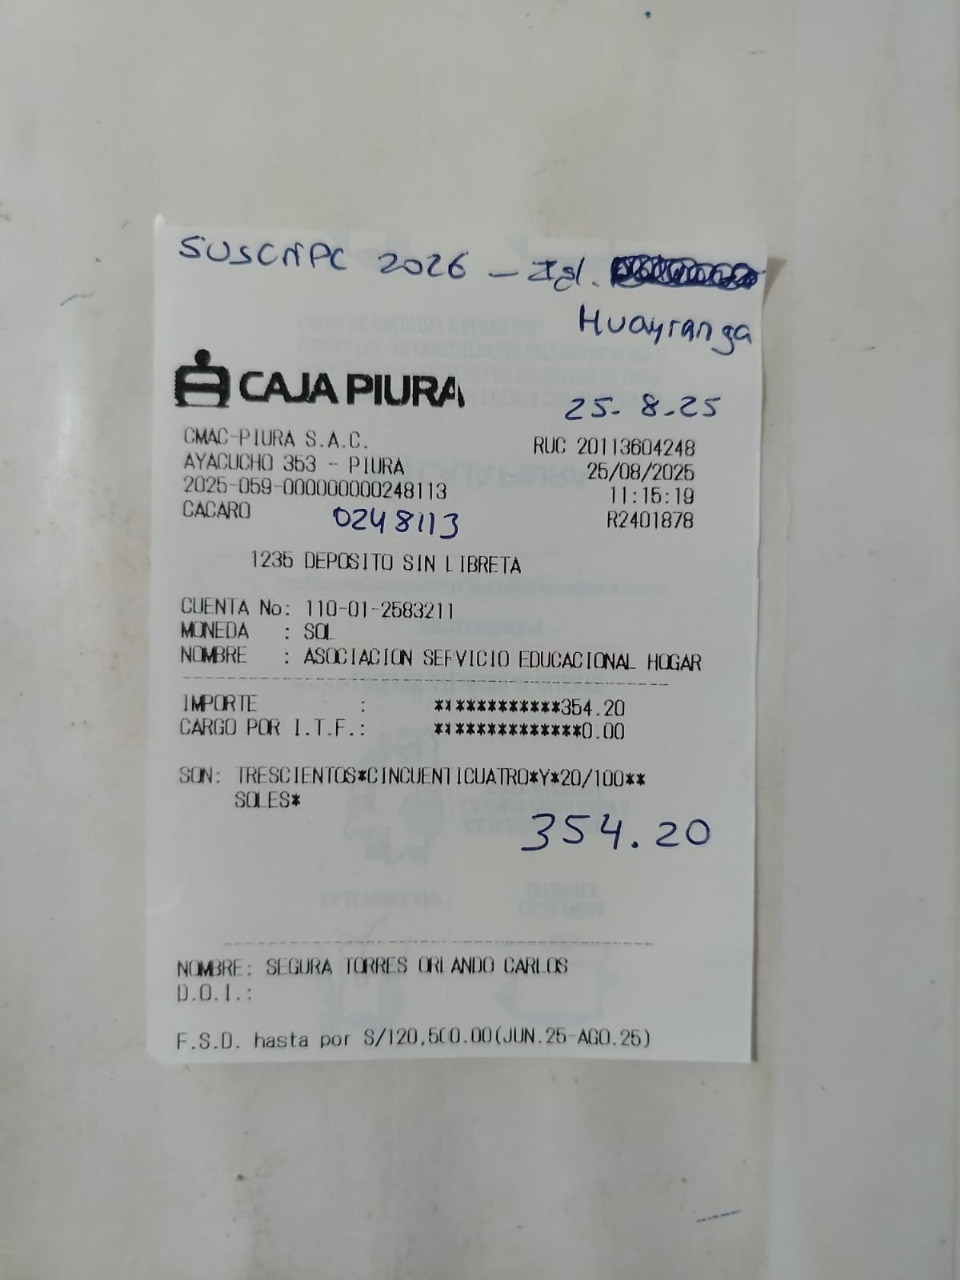 SUSCRIPC 2026 - Igl.
Huayranga
CAJA PIURA
25-8-25
CMAC-PIURA S.A.C. RUC 20113604248
AYACUCHO 353 - PIURA 25/08/2025
2025-059-000000000248113 11:15:19
CACARO 0248113 R2401878
1235 DEPOSITO SIN LIBRETA
CUENTA No: 110-01-2583211
MONEDA : SOL
NOMBRE : ASOCIACION SERVICIO EDUCACIONAL HOGAR
IMPORTE : *************354.20
CARGO POR I.T.F.: ***************0.00
SON: TRESCIENTOS*CINCUENTICUATRO*Y*20/100**
SOLES*
354.20
NOMBRE: SEGURA TORRES ORLANDO CARLOS
D.O.I.:
F.S.D. hasta por S/120,500.00(JUN.25-AGO.25)